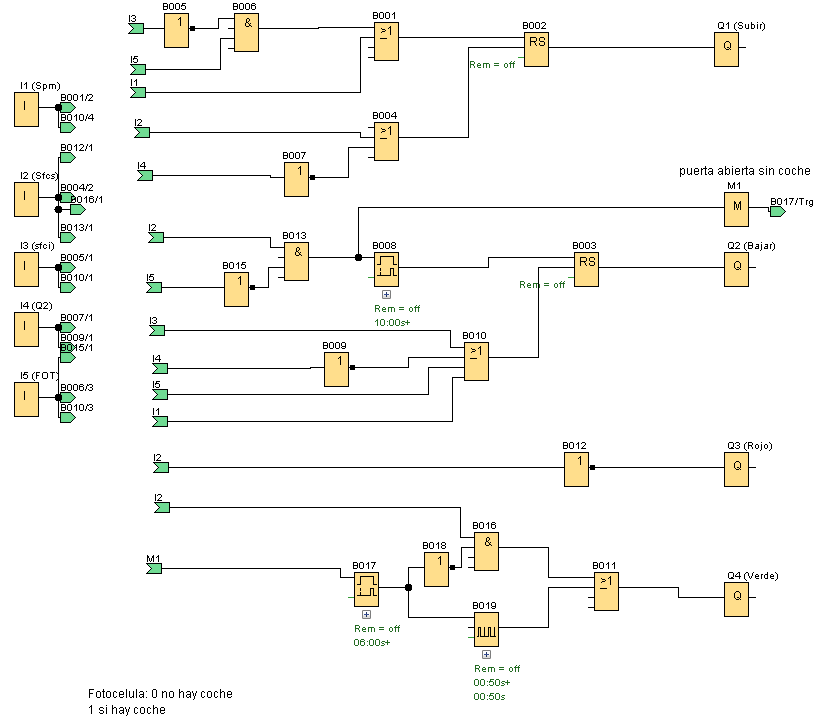 I3
B005
1
B006
&
I5
I1
B001
>1
B002
RS
Rem = off
Q1 (Subir)
Q
I1 (Spm)
I
B001/2
B010/4
I2
I4
B004
>1
B007
1
B012/1
I2 (Sfcs)
I
B004/2
B016/1
B013/1
puerta abierta sin coche
M1
M
B017/Trg
I2
I5
B013
&
B015
1
B008
Rem = off
10:00s+
B003
RS
Rem = off
Q2 (Bajar)
Q
I3 (sfci)
I
B005/1
B010/1
I4 (Q2)
I
B007/1
B009/1
B015/1
I5 (FOT)
I
B006/3
B010/3
I3
I4
I5
I1
B009
1
B010
>1
I2
B012
1
Q3 (Rojo)
Q
I2
M1
B017
Rem = off
06:00s+
B018
1
B016
&
B019
Rem = off
00:50s+
00:50s
B011
>1
Q4 (Verde)
Q
Fotocelula: 0 no hay coche
1 si hay coche